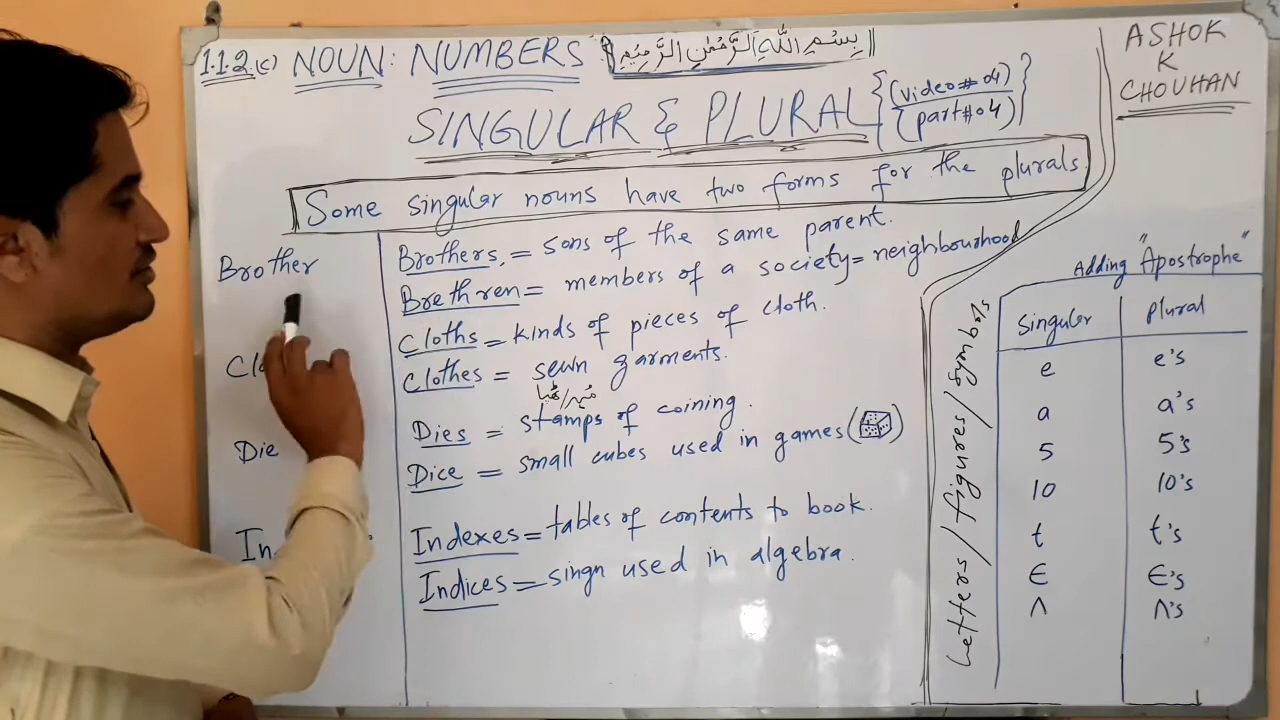 1.1.2 (c) NOUN: NUMBERS بِسْمِ اللّٰهِ الرَّحْمٰنِ الرَّحِيْمِ
SINGULAR & PLURAL {(video#04)
(part#04)}
ASHOK
K
CHOUHAN
Some singular nouns have two forms for the plurals
Brother
Brothers, = sons of the same parent.
Brethren = members of a society = neighbourhood
Cloths = kinds of pieces of cloth.
Clothes = sewn garments.
Die
Dies = stamps of coining.
Dice = small cubes used in games ( )
Indexes = tables of contents to book.
Indices = singn used in algebra.
Letters / figures / symbols
Adding "Apostrophe"
Singular Plural
e e's
a a's
5 5's
10 10's
t t's
∈ ∈'s
^ ^'s